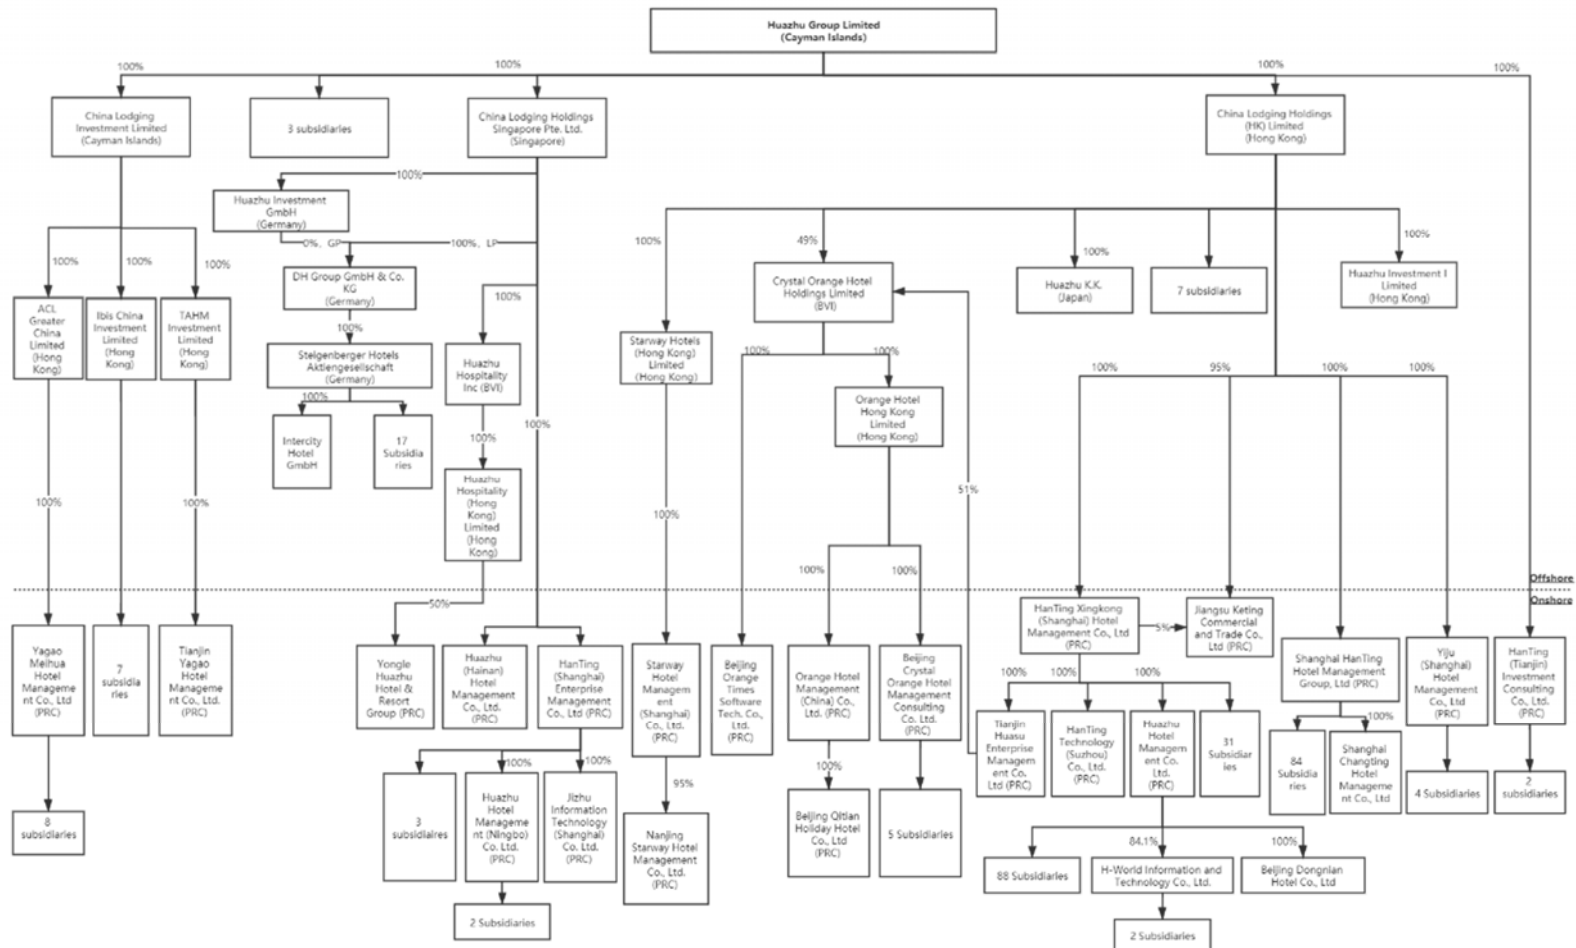 Huazhu Group Limited
(Cayman Islands)
100%
100%
100%
100%
China Lodging
Investment Limited
(Cayman Islands)
3 subsidiaries
China Lodging Holdings
Singapore Pte. Ltd.
(Singapore)
China Lodging Holdings
(HK) Limited
(Hong Kong)
100%
Huazhu Investment
GmbH
(Germany)
0%, GP
100%, LP
100%
100%
100%
DH Group GmbH & Co.
KG
(Germany)
100%
100%
49%
100%
100%
Crystal Orange Hotel
Holdings Limited
(BVI)
Huazhu K.K.
(Japan)
7 subsidiaries
Huazhu Investment I
Limited
(Hong Kong)
ACL
Greater
China
Limited
(Hong
Kong)
Ibis China
Investment
Limited
(Hong
Kong)
TAHM
Investment
Limited
(Hong
Kong)
100%
Steigenberger Hotels
Aktiengesellschaft
(Germany)
100%
Huazhu
Hospitality
Inc (BVI)
Starway Hotels
(Hong Kong)
Limited
(Hong Kong)
100%
100%
100%
95%
100%
100%
Orange Hotel
Hong Kong
Limited
(Hong Kong)
Intercity
Hotel
GmbH
17
Subsidia
ries
100%
100%
Huazhu
Hospitality
(Hong
Kong)
Limited
(Hong
Kong)
100%
100%
100%
51%
100%
100%
Offshore
Onshore
50%
HanTing Xingkong
(Shanghai) Hotel
Management Co., Ltd
(PRC)
5%
Jiangsu Keting
Commercial
and Trade Co.,
Ltd (PRC)
Yagao
Meihua
Hotel
Manageme
nt Co., Ltd
(PRC)
7
subsidia
ries
Tianjin
Yagao
Hotel
Manageme
nt Co., Ltd.
(PRC)
Yongle
Huazhu
Hotel &
Resort
Group (PRC)
Huazhu
(Hainan)
Hotel
Management
Co., Ltd.
(PRC)
HanTing
(Shanghai)
Enterprise
Management
Co., Ltd (PRC)
Starway
Hotel
Managem
ent
(Shanghai)
Co., Ltd.
(PRC)
Beijing
Orange
Times
Software
Tech. Co.,
Ltd.
(PRC)
Orange Hotel
Management
(China) Co.,
Ltd. (PRC)
Beijing
Crystal
Orange Hotel
Management
Consulting
Co. Ltd.
(PRC)
Shanghai HanTing
Hotel Management
Group, Ltd (PRC)
Yiju
(Shanghai)
Hotel
Management
Co., Ltd
(PRC)
HanTing
(Tianjin)
Investment
Consulting
Co., Ltd.
(PRC)
100%
100%
100%
100%
100%
Tianjin
Huasu
Enterprise
Managem
ent Co.
Ltd (PRC)
HanTing
Technology
(Suzhou)
Co., Ltd.
(PRC)
Huazhu
Hotel
Managem
ent Co.
Ltd.
(PRC)
31
Subsidiar
ies
84
Subsidia
ries
Shanghai
Changting
Hotel
Manageme
nt Co., Ltd
4 Subsidiaries
2
subsidiaries
100%
100%
95%
100%
8
subsidiaries
3
subsidiaires
Huazhu
Hotel
Manageme
nt (Ningbo)
Co. Ltd.
(PRC)
Jizhu
Information
Technology
(Shanghai)
Co. Ltd.
(PRC)
Nanjing
Starway Hotel
Management
Co., Ltd.
(PRC)
Beijing Qitian
Holiday Hotel
Co., Ltd
(PRC)
5 Subsidiaries
84.1%
100%
88 Subsidiaries
H-World Information and
Technology Co., Ltd.
Beijing Dongnian
Hotel Co., Ltd
2 Subsidiaries
2 Subsidiaries